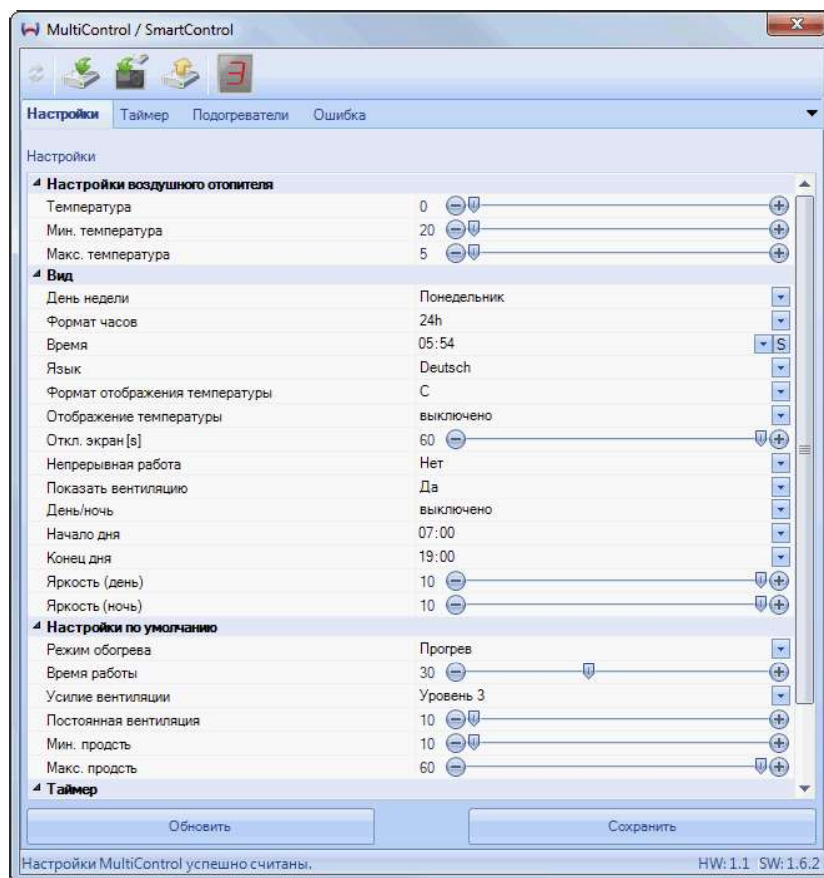 MultiControl / SmartControl
3
Настройки Таймер Подогреватели Ошибка
Настройки
Настройки воздушного отопителя
Температура 0
Мин. температура 20
Макс. температура 5
Вид
День недели Понедельник
Формат часов 24h
Время 05:54 S
Язык Deutsch
Формат отображения температуры C
Отображение температуры выключено
Откл. экран [s] 60
Непрерывная работа Нет
Показать вентиляцию Да
День/ночь выключено
Начало дня 07:00
Конец дня 19:00
Яркость (день) 10
Яркость (ночь) 10
Настройки по умолчанию
Режим обогрева Прогрев
Время работы 30
Усилие вентиляции Уровень 3
Постоянная вентиляция 10
Мин. продсть 10
Макс. продсть 60
Таймер
Обновить Сохранить
Настройки MultiControl успешно считаны. HW: 1.1 SW: 1.6.2